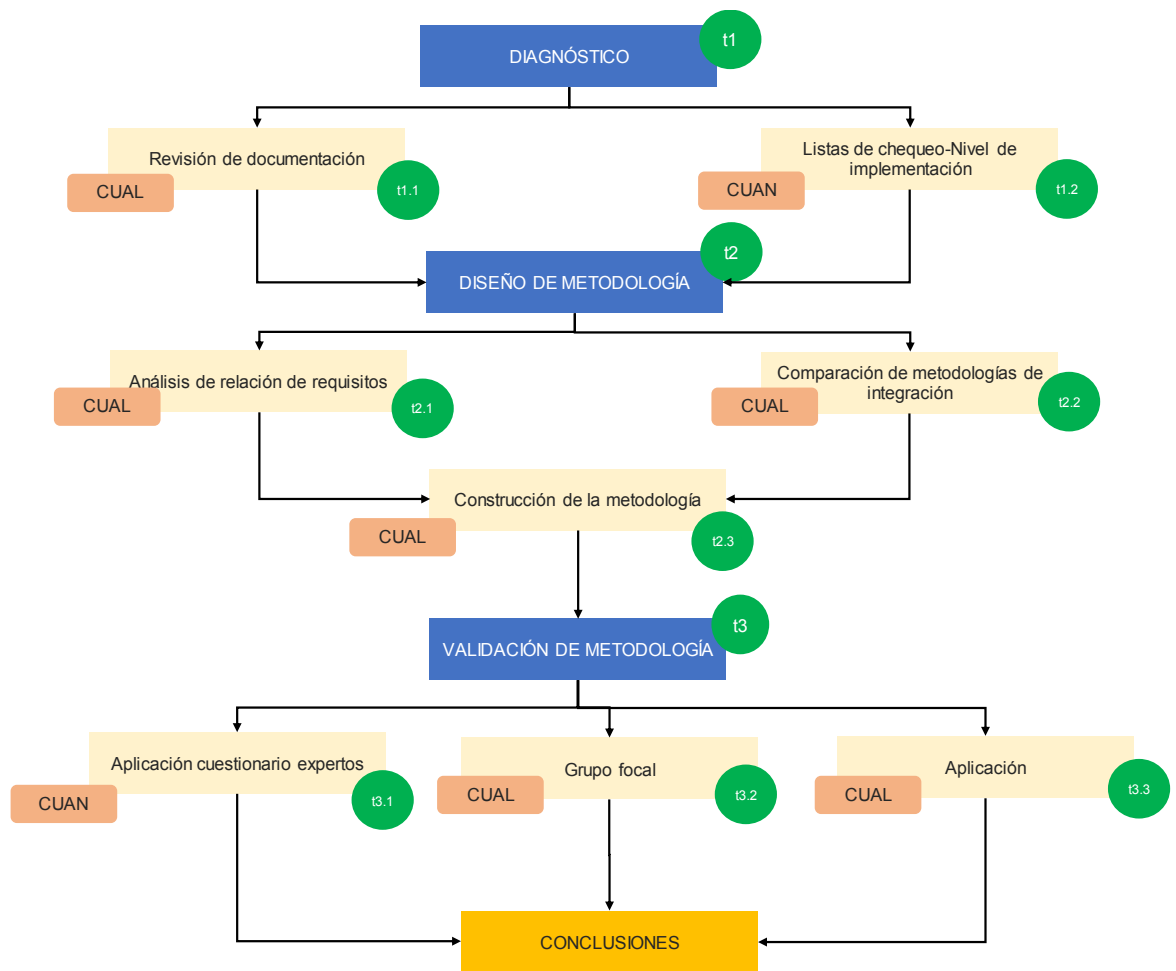 t1
DIAGNÓSTICO
Revisión de documentación
CUAL
t1.1
Listas de chequeo-Nivel de
implementación
CUAN
t1.2
t2
DISEÑO DE METODOLOGÍA
Análisis de relación de requisitos
CUAL
t2.1
Comparación de metodologías de
integración
CUAL
t2.2
Construcción de la metodología
CUAL
t2.3
t3
VALIDACIÓN DE METODOLOGÍA
Aplicación cuestionario expertos
CUAN
t3.1
Grupo focal
CUAL
t3.2
Aplicación
CUAL
t3.3
CONCLUSIONES